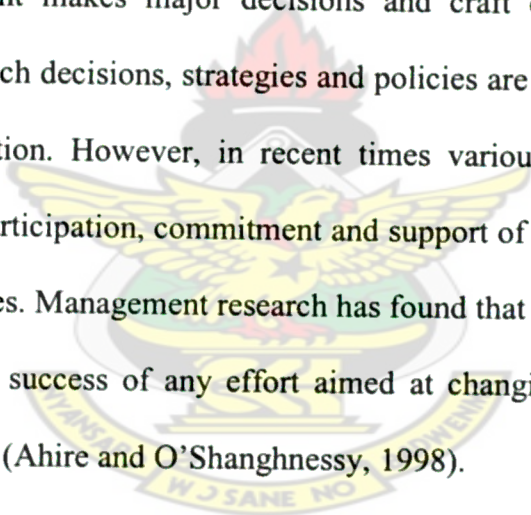 makes major decisions and craft
ch decisions, strategies and policies are
tion. However, in recent times variou
rticipation, commitment and support of
es. Management research has found that
success of any effort aimed at changi
(Ahire and O'Shanghnessy, 1998).
NYANSAPO
BADWENMA
W Ɔ SANE NO